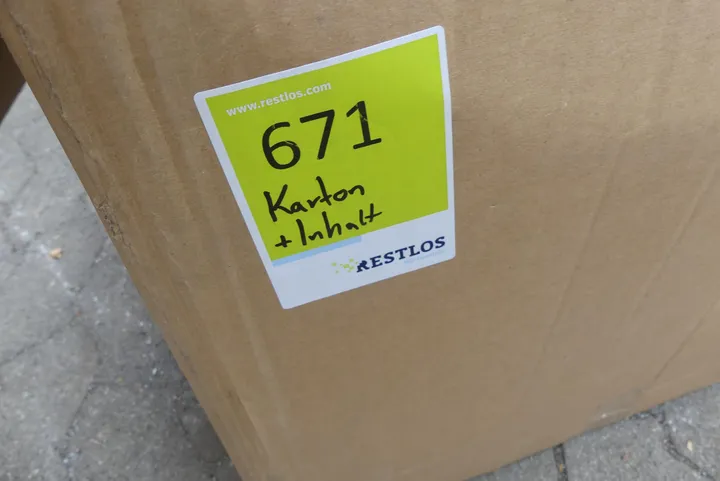 www.restlos.com
671
Karton
+ Inhalt
RESTLOS